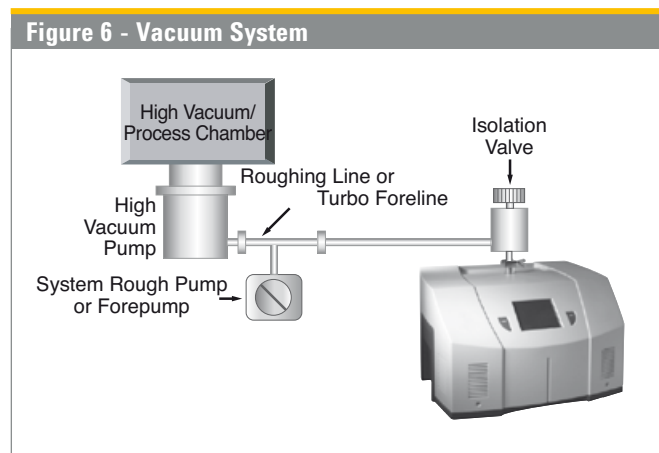 Figure 6 - Vacuum System
High Vacuum/
Process Chamber
Isolation
Valve
Roughing Line or
Turbo Foreline
High
Vacuum
Pump
System Rough Pump
or Forepump